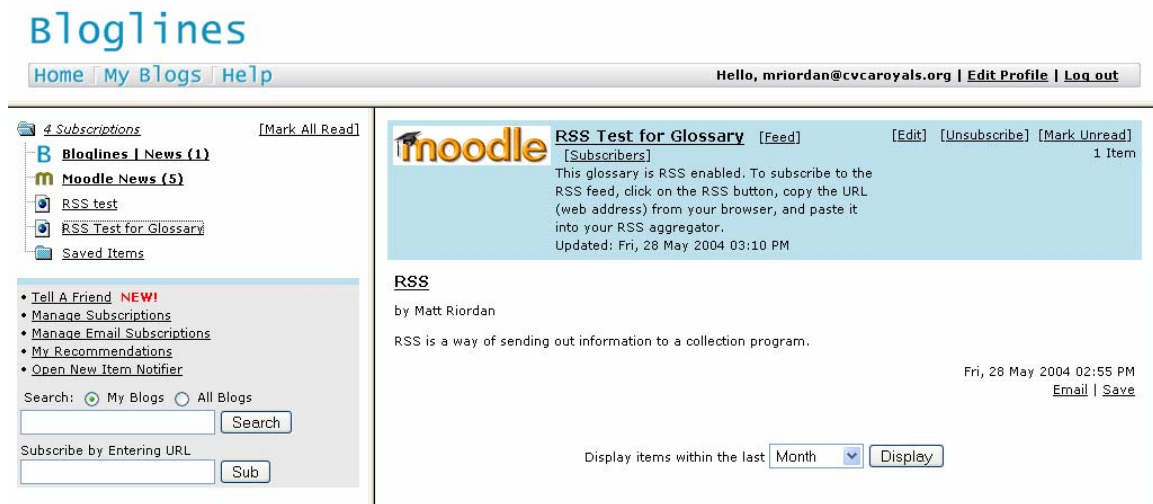 Bloglines
Home My Blogs Help
Hello, mriordan@cvcaroyals.org | Edit Profile | Log out
4 Subscriptions [Mark All Read]
Bloglines | News (1)
Moodle News (5)
RSS test
RSS Test for Glossary
Saved Items
• Tell A Friend NEW!
• Manage Subscriptions
• Manage Email Subscriptions
• My Recommendations
• Open New Item Notifier
Search: My Blogs All Blogs
Search
Subscribe by Entering URL
Sub
moodle
RSS Test for Glossary [Feed] [Edit] [Unsubscribe] [Mark Unread]
[Subscribers] 1 Item
This glossary is RSS enabled. To subscribe to the
RSS feed, click on the RSS button, copy the URL
(web address) from your browser, and paste it
into your RSS aggregator.
Updated: Fri, 28 May 2004 03:10 PM
RSS
by Matt Riordan
RSS is a way of sending out information to a collection program.
Fri, 28 May 2004 02:55 PM
Email | Save
Display items within the last Month Display